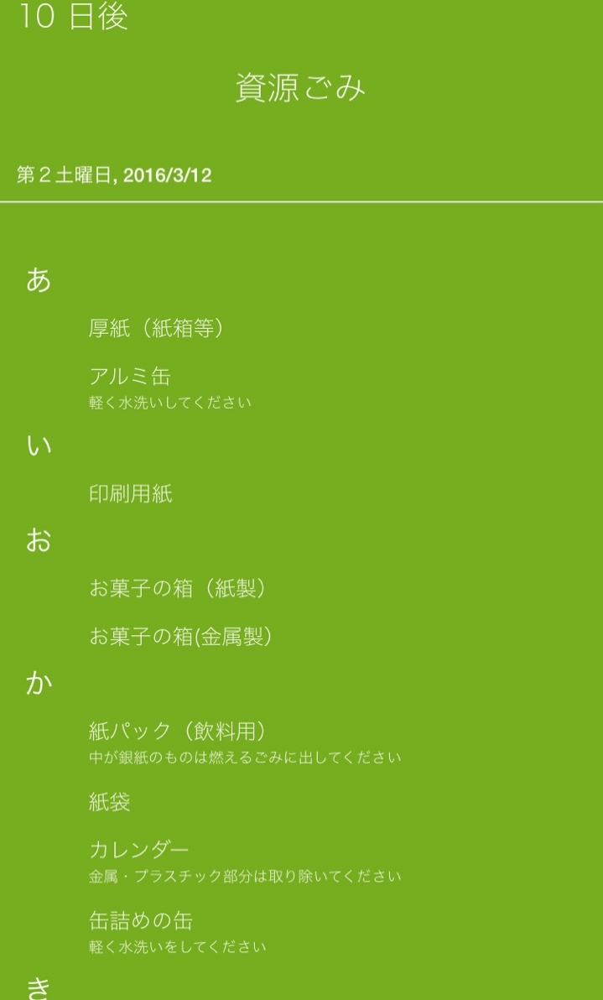 10 日後
資源ごみ
第２土曜日, 2016/3/12
あ
厚紙（紙箱等）
アルミ缶
軽く水洗いしてください
い
印刷用紙
お
お菓子の箱（紙製）
お菓子の箱(金属製）
か
紙パック（飲料用）
中が銀紙のものは燃えるごみに出してください
紙袋
カレンダー
金属・プラスチック部分は取り除いてください
缶詰めの缶
軽く水洗いをしてください
き